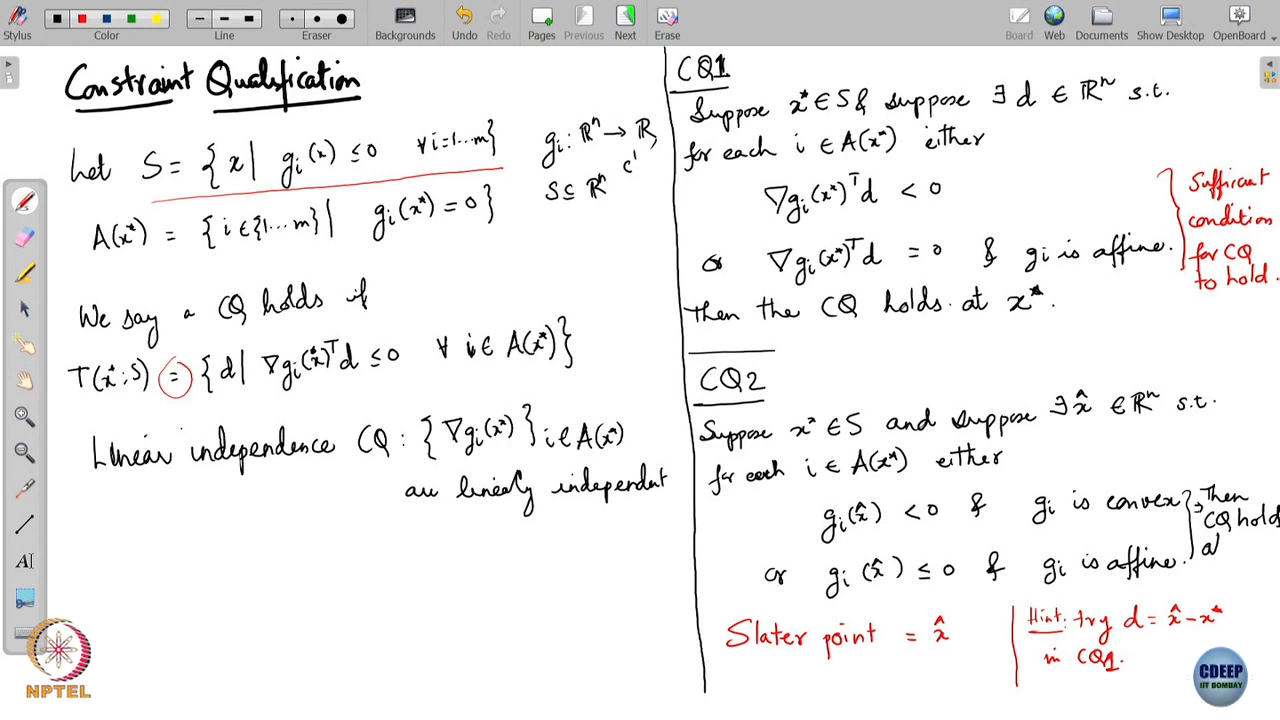 Stylus
Color
Line
Eraser
Backgrounds
Undo
Redo
Pages
Previous
Next
Erase
Board
Web
Documents
Show Desktop
OpenBoard
Constraint Qualification
Let S = { x | gᵢ(x) ≤ 0 ∀ i = 1...m }
gᵢ : ℝⁿ → ℝ, C¹
S ⊆ ℝⁿ
A(x*) = { i ∈ {1...m} | gᵢ(x*) = 0 }
We say a CQ holds if
T(x*; S) = { d | ∇gᵢ(x*)ᵀd ≤ 0 ∀ i ∈ A(x*) }
Linear independence CQ : { ∇gᵢ(x*) } i ∈ A(x*)
are linearly independent
CQ1
Suppose x* ∈ S & suppose ∃ d ∈ ℝⁿ s.t.
for each i ∈ A(x*) either
∇gᵢ(x*)ᵀd < 0
or ∇gᵢ(x*)ᵀd = 0 & gᵢ is affine.
Then the CQ holds at x*.
Sufficient
condition
for CQ
to hold.
CQ2
Suppose x* ∈ S and suppose ∃ x̂ ∈ ℝⁿ s.t.
for each i ∈ A(x*) either
gᵢ(x̂) < 0 & gᵢ is convex
or gᵢ(x̂) ≤ 0 & gᵢ is affine.
Then
CQ holds
Slater point = x̂
Hint: try d = x̂ - x*
in CQ1.
NPTEL
CDEEP
IIT BOMBAY